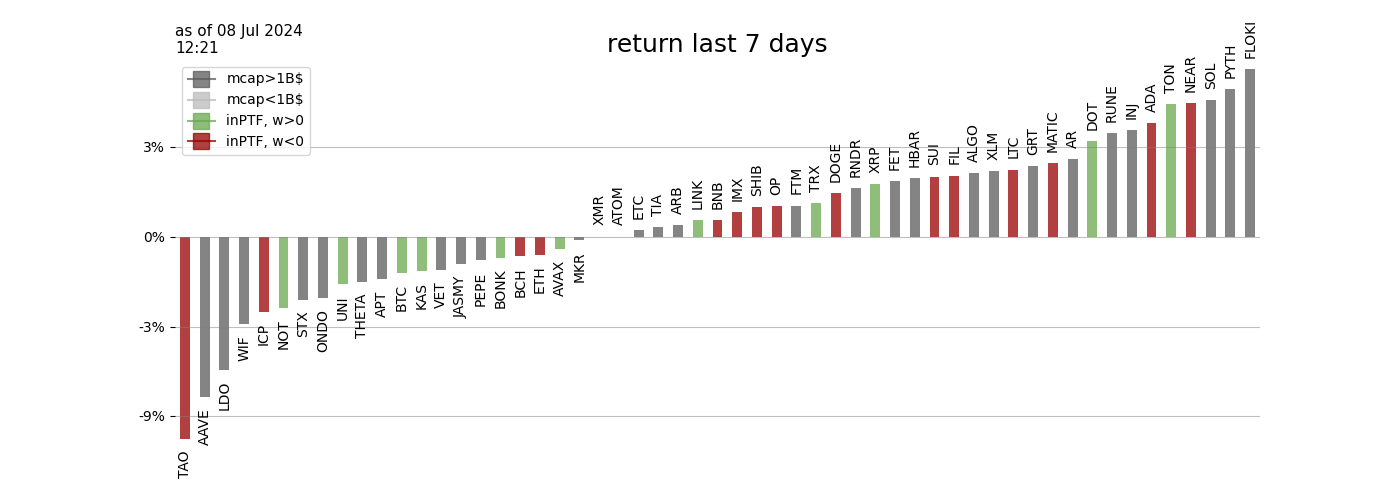 as of 08 Jul 2024
12:21
return last 7 days
mcap>1B$
mcap<1B$
inPTF, w>0
inPTF, w<0
3%
0%
-3%
-9%
TAO
AAVE
LDO
WIF
ICP
NOT
STX
ONDO
UNI
THETA
APT
BTC
KAS
VET
JASMY
PEPE
BONK
BCH
ETH
AVAX
MKR
XMR
ATOM
ETC
TIA
ARB
LINK
BNB
IMX
SHIB
OP
FTM
TRX
DOGE
RNDR
XRP
FET
HBAR
SUI
FIL
ALGO
XLM
LTC
GRT
MATIC
AR
DOT
RUNE
INJ
ADA
TON
NEAR
SOL
PYTH
FLOKI